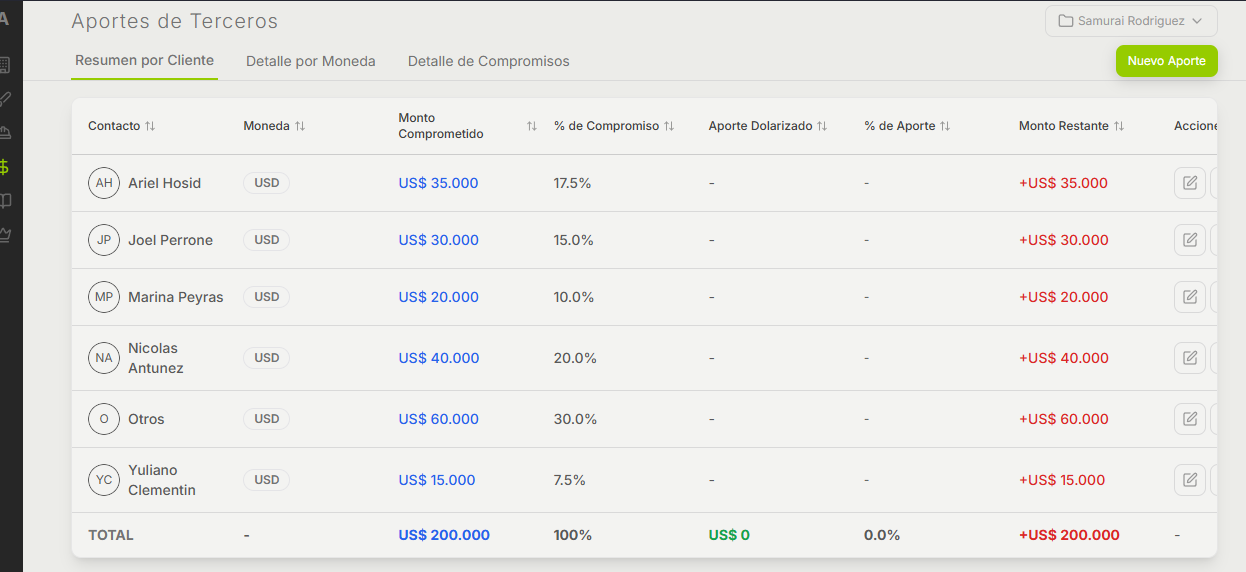 A
Aportes de Terceros
Samurai Rodriguez
Resumen por Cliente
Detalle por Moneda
Detalle de Compromisos
Nuevo Aporte
Contacto
Moneda
Monto
Comprometido
% de Compromiso
Aporte Dolarizado
% de Aporte
Monto Restante
Accione
AH Ariel Hosid USD US$ 35.000 17.5% - - +US$ 35.000
JP Joel Perrone USD US$ 30.000 15.0% - - +US$ 30.000
MP Marina Peyras USD US$ 20.000 10.0% - - +US$ 20.000
NA Nicolas
Antunez USD US$ 40.000 20.0% - - +US$ 40.000
O Otros USD US$ 60.000 30.0% - - +US$ 60.000
YC Yuliano
Clementin USD US$ 15.000 7.5% - - +US$ 15.000
TOTAL - US$ 200.000 100% US$ 0 0.0% +US$ 200.000 -